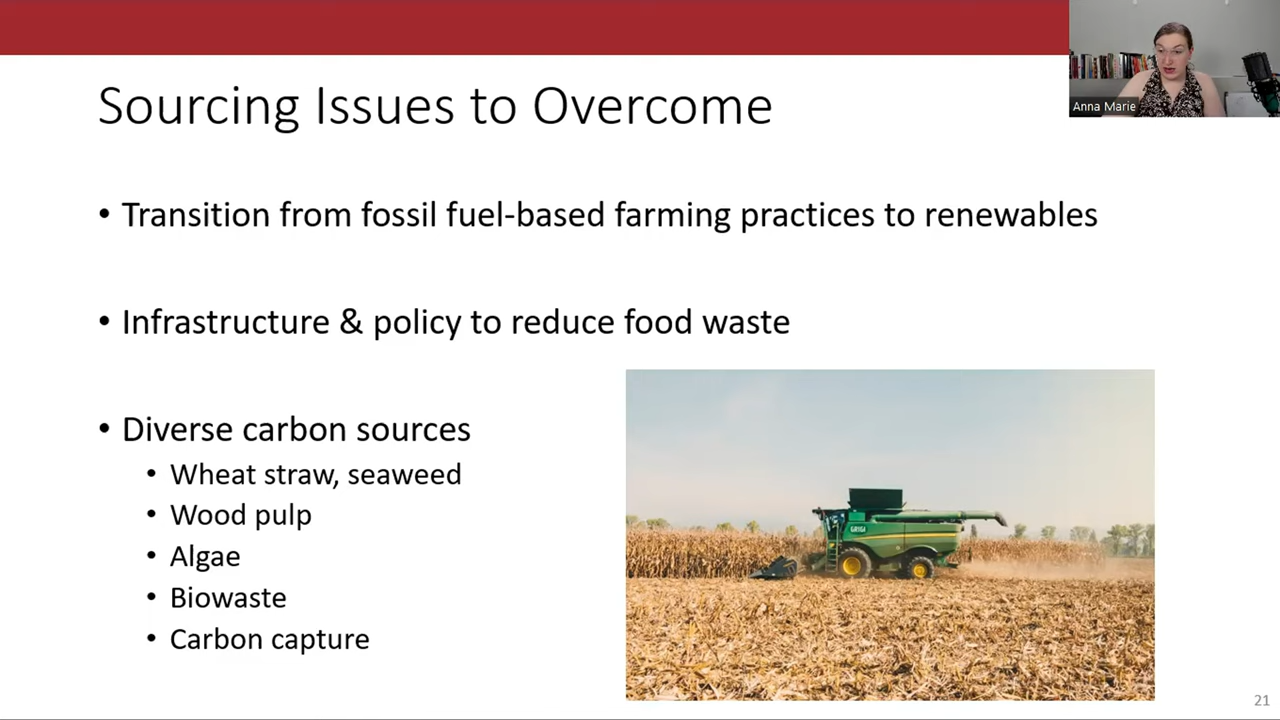 Anna Marie
Sourcing Issues to Overcome
• Transition from fossil fuel-based farming practices to renewables
• Infrastructure & policy to reduce food waste
• Diverse carbon sources
• Wheat straw, seaweed
• Wood pulp
• Algae
• Biowaste
• Carbon capture
21